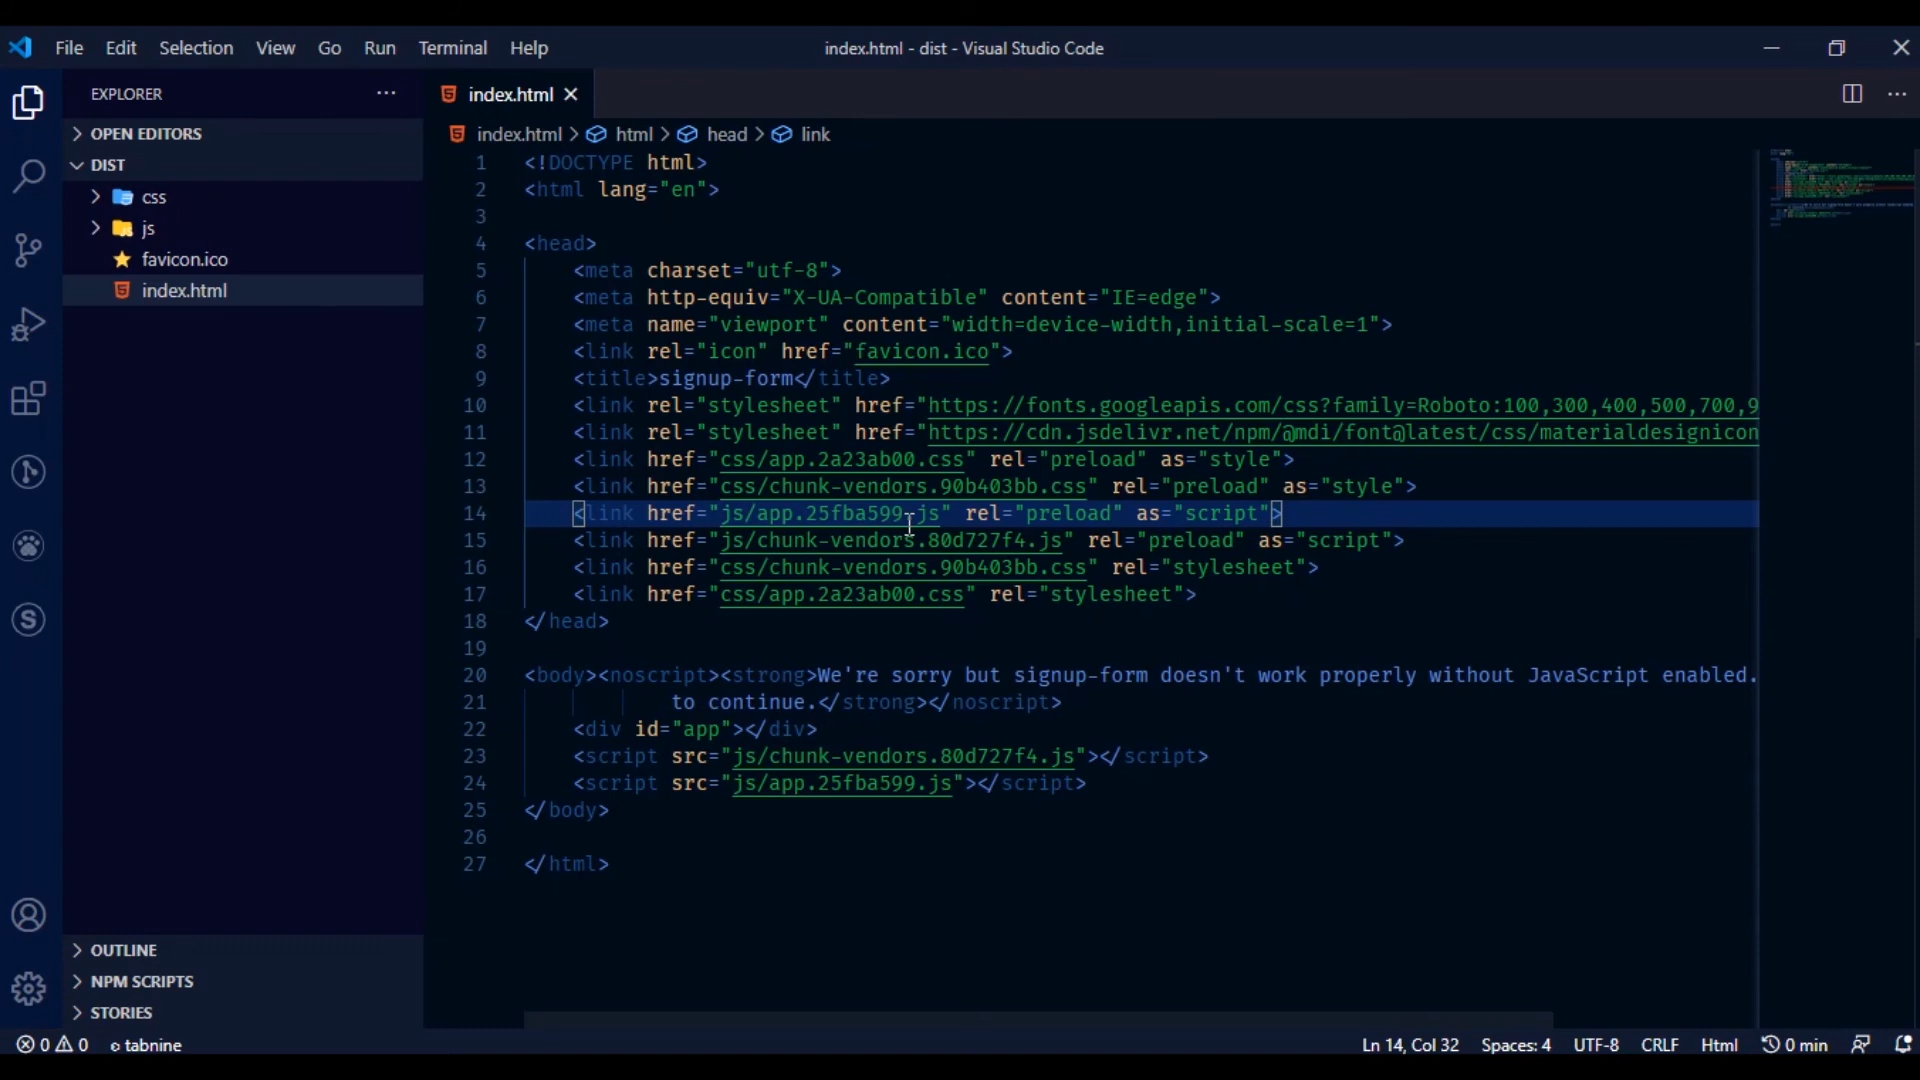 File Edit Selection View Go Run Terminal Help
index.html - dist - Visual Studio Code
EXPLORER
OPEN EDITORS
DIST
css
js
favicon.ico
index.html
OUTLINE
NPM SCRIPTS
STORIES
index.html
index.html > html > head > link
1 <!DOCTYPE html>
2 <html lang="en">
3
4 <head>
5 <meta charset="utf-8">
6 <meta http-equiv="X-UA-Compatible" content="IE=edge">
7 <meta name="viewport" content="width=device-width,initial-scale=1">
8 <link rel="icon" href="favicon.ico">
9 <title>signup-form</title>
10 <link rel="stylesheet" href="https://fonts.googleapis.com/css?family=Roboto:100,300,400,500,700,9
11 <link rel="stylesheet" href="https://cdn.jsdelivr.net/npm/@mdi/font@latest/css/materialdesignicon
12 <link href="css/app.2a23ab00.css" rel="preload" as="style">
13 <link href="css/chunk-vendors.90b403bb.css" rel="preload" as="style">
14 <link href="js/app.25fba599.js" rel="preload" as="script">
15 <link href="js/chunk-vendors.80d727f4.js" rel="preload" as="script">
16 <link href="css/chunk-vendors.90b403bb.css" rel="stylesheet">
17 <link href="css/app.2a23ab00.css" rel="stylesheet">
18 </head>
19
20 <body><noscript><strong>We're sorry but signup-form doesn't work properly without JavaScript enabled.
21 to continue.</strong></noscript>
22 <div id="app"></div>
23 <script src="js/chunk-vendors.80d727f4.js"></script>
24 <script src="js/app.25fba599.js"></script>
25 </body>
26
27 </html>
0 0 tabnine
Ln 14, Col 32 Spaces: 4 UTF-8 CRLF Html 0 min